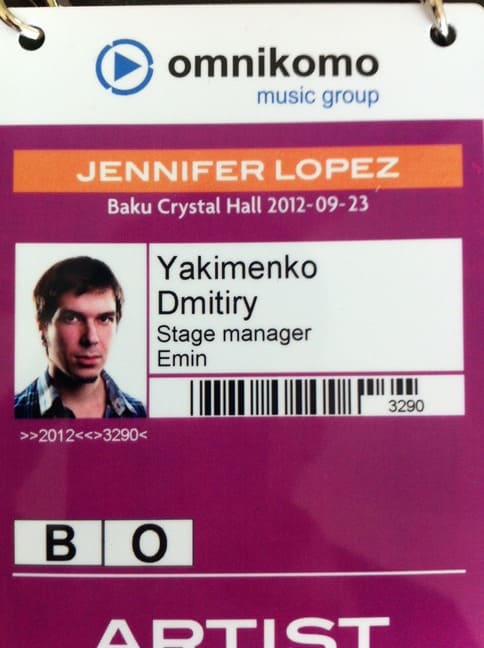 omnikomo
music group
JENNIFER LOPEZ
Baku Crystal Hall 2012-09-23
Yakimenko
Dmitiry
Stage manager
Emin
3290
>>2012<<>3290<
B O
ARTIST